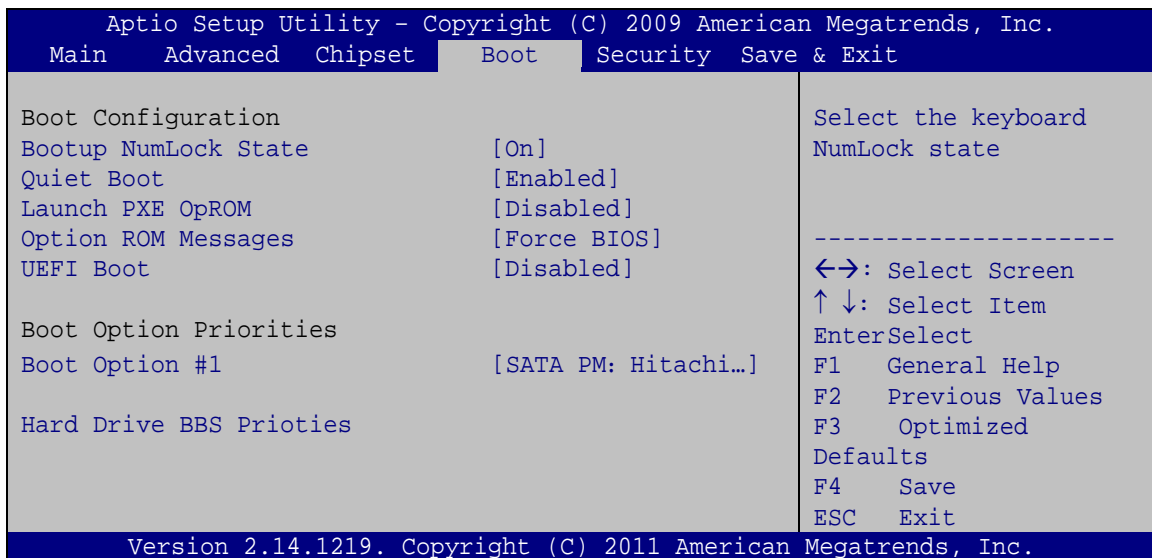 Aptio Setup Utility – Copyright (C) 2009 American Megatrends, Inc.
Main Advanced Chipset Boot Security Save & Exit
Boot Configuration
Bootup NumLock State [On]
Quiet Boot [Enabled]
Launch PXE OpROM [Disabled]
Option ROM Messages [Force BIOS]
UEFI Boot [Disabled]
Boot Option Priorities
Boot Option #1 [SATA PM: Hitachi…]
Hard Drive BBS Prioties
Select the keyboard
NumLock state
---------------------
←→: Select Screen
↑ ↓: Select Item
EnterSelect
F1 General Help
F2 Previous Values
F3 Optimized
Defaults
F4 Save
ESC Exit
Version 2.14.1219. Copyright (C) 2011 American Megatrends, Inc.